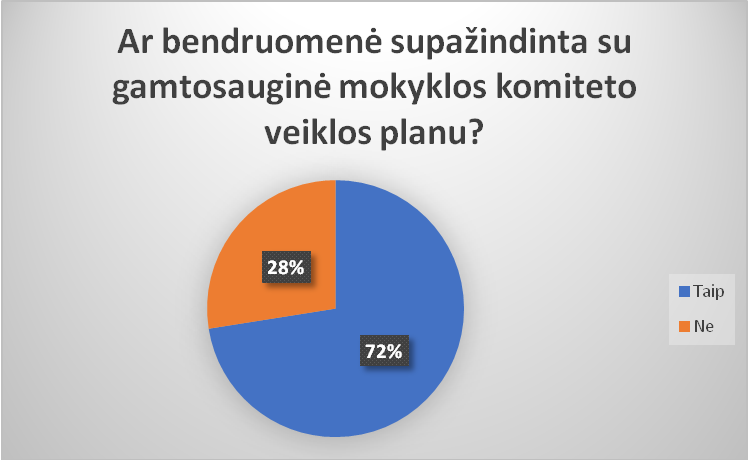 Ar bendruomenė supažindinta su
gamtosauginė mokyklos komiteto
veiklos planu?
28%
72%
Taip
Ne